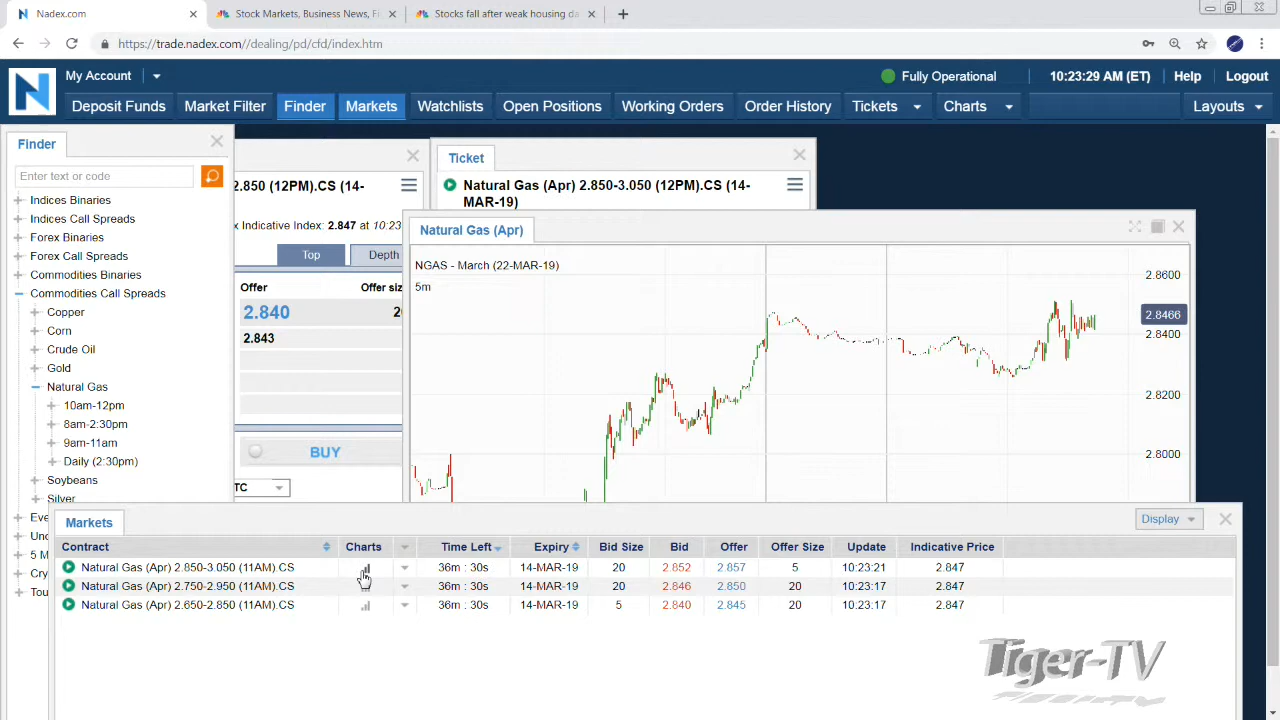 Nadex.com
Stock Markets, Business News, Fi
Stocks fall after weak housing da
https://trade.nadex.com//dealing/pd/cfd/index.htm
N
My Account
Fully Operational
10:23:29 AM (ET)
Help
Logout
Deposit Funds
Market Filter
Finder
Markets
Watchlists
Open Positions
Working Orders
Order History
Tickets
Charts
Layouts
Finder
Enter text or code
Indices Binaries
Indices Call Spreads
Forex Binaries
Forex Call Spreads
Commodities Binaries
Commodities Call Spreads
Copper
Corn
Crude Oil
Gold
Natural Gas
10am-12pm
8am-2:30pm
9am-11am
Daily (2:30pm)
Soybeans
Silver
Eve
Un
5 M
Cry
Tou
2.850 (12PM).CS (14-
x Indicative Index: 2.847 at 10:23
Top
Depth
Offer
Offer siz
2.840
2.843
BUY
TC
Ticket
Natural Gas (Apr) 2.850-3.050 (12PM).CS (14-
MAR-19)
Natural Gas (Apr)
NGAS - March (22-MAR-19)
5m
2.8600
2.8466
2.8400
2.8200
2.8000
Markets
Display
Contract Charts Time Left Expiry Bid Size Bid Offer Offer Size Update Indicative Price
Natural Gas (Apr) 2.850-3.050 (11AM).CS 36m : 30s 14-MAR-19 20 2.852 2.857 5 10:23:21 2.847
Natural Gas (Apr) 2.750-2.950 (11AM).CS 36m : 30s 14-MAR-19 20 2.846 2.850 20 10:23:17 2.847
Natural Gas (Apr) 2.650-2.850 (11AM).CS 36m : 30s 14-MAR-19 5 2.840 2.845 20 10:23:17 2.847
Tiger-TV